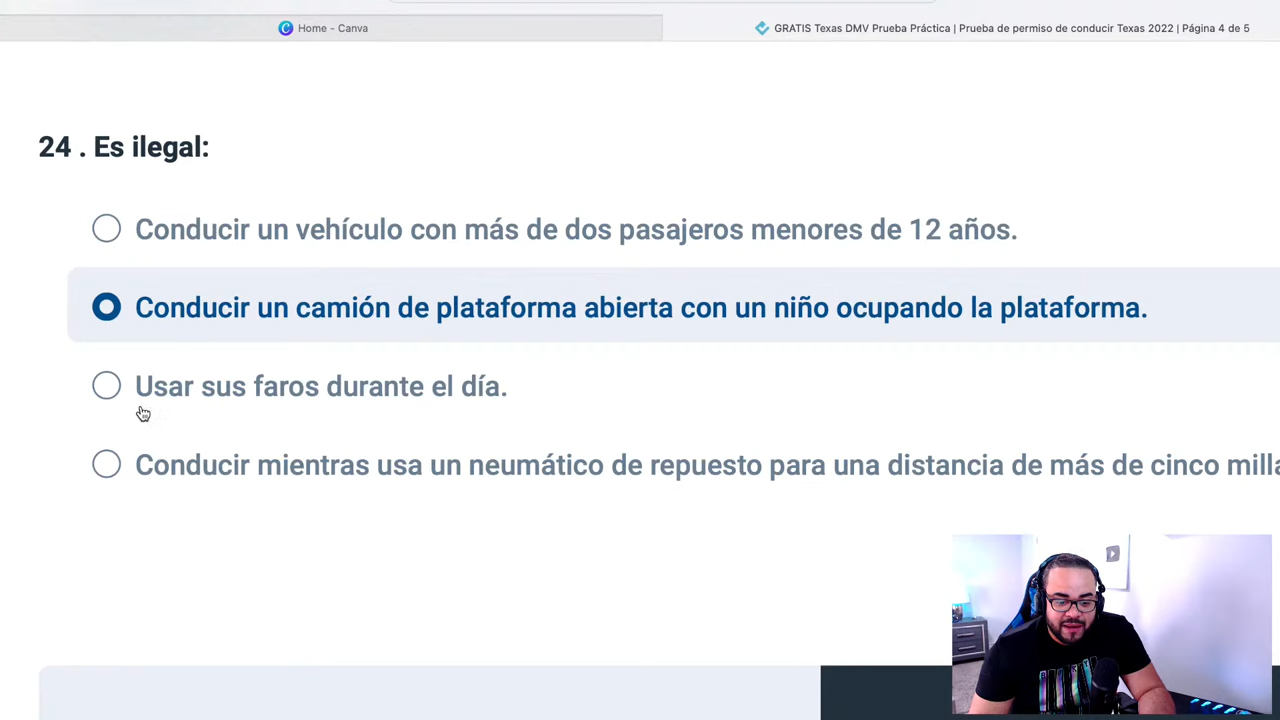 Home - Canva
GRATIS Texas DMV Prueba Práctica | Prueba de permiso de conducir Texas 2022 | Página 4 de 5
24 . Es ilegal:
Conducir un vehículo con más de dos pasajeros menores de 12 años.
Conducir un camión de plataforma abierta con un niño ocupando la plataforma.
Usar sus faros durante el día.
Conducir mientras usa un neumático de repuesto para una distancia de más de cinco milla